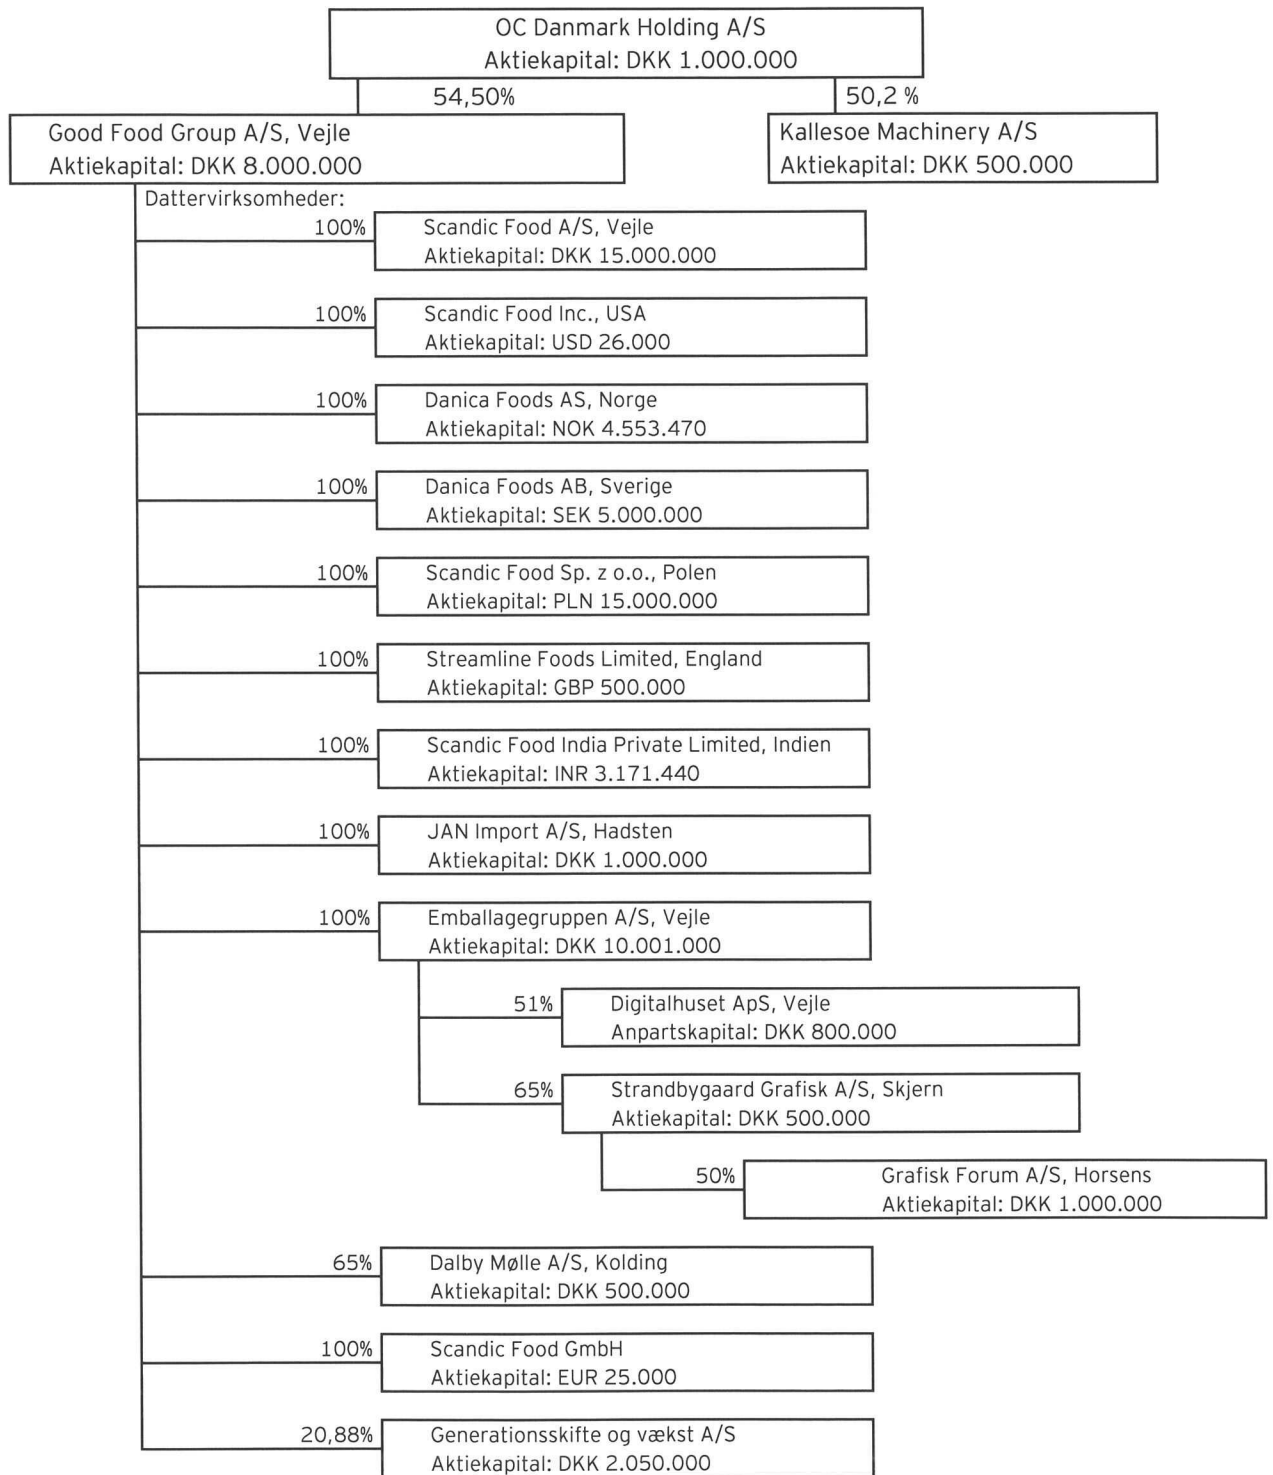 OC Danmark Holding A/S
Aktiekapital: DKK 1.000.000
54,50%
50,2 %
Good Food Group A/S, Vejle
Aktiekapital: DKK 8.000.000
Kallesoe Machinery A/S
Aktiekapital: DKK 500.000
Dattervirksomheder:
100%
Scandic Food A/S, Vejle
Aktiekapital: DKK 15.000.000
100%
Scandic Food Inc., USA
Aktiekapital: USD 26.000
100%
Danica Foods AS, Norge
Aktiekapital: NOK 4.553.470
100%
Danica Foods AB, Sverige
Aktiekapital: SEK 5.000.000
100%
Scandic Food Sp. z o.o., Polen
Aktiekapital: PLN 15.000.000
100%
Streamline Foods Limited, England
Aktiekapital: GBP 500.000
100%
Scandic Food India Private Limited, Indien
Aktiekapital: INR 3.171.440
100%
JAN Import A/S, Hadsten
Aktiekapital: DKK 1.000.000
100%
Emballagegruppen A/S, Vejle
Aktiekapital: DKK 10.001.000
51%
Digitalhuset ApS, Vejle
Anpartskapital: DKK 800.000
65%
Strandbygaard Grafisk A/S, Skjern
Aktiekapital: DKK 500.000
50%
Grafisk Forum A/S, Horsens
Aktiekapital: DKK 1.000.000
65%
Dalby Mølle A/S, Kolding
Aktiekapital: DKK 500.000
100%
Scandic Food GmbH
Aktiekapital: EUR 25.000
20,88%
Generationsskifte og vækst A/S
Aktiekapital: DKK 2.050.000